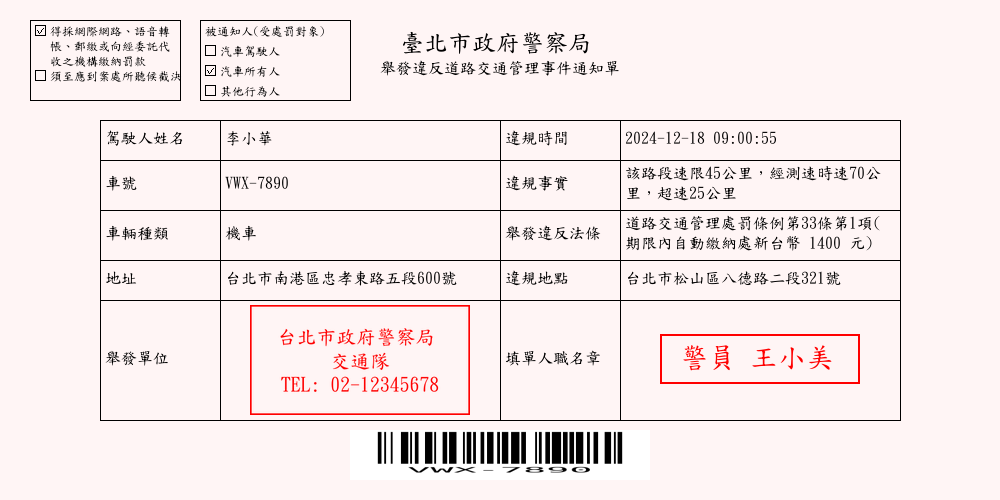 得採網際網路、語音轉
帳、郵繳或向經委託代
收之機構繳納罰款
須至應到案處所聽候裁決
被通知人(受處罰對象)
汽車駕駛人
汽車所有人
其他行為人
臺北市政府警察局
舉發違反道路交通管理事件通知單
駕駛人姓名
李小華
違規時間
2024-12-18 09:00:55
車號
VWX-7890
違規事實
該路段速限45公里，經測速時速70公
里，超速25公里
車輛種類
機車
舉發違反法條
道路交通管理處罰條例第33條第1項(
期限內自動繳納處新台幣 1400 元)
地址
台北市南港區忠孝東路五段600號
違規地點
台北市松山區八德路二段321號
舉發單位
台北市政府警察局
交通隊
TEL: 02-12345678
填單人職名章
警員 王小美
VWX-7890